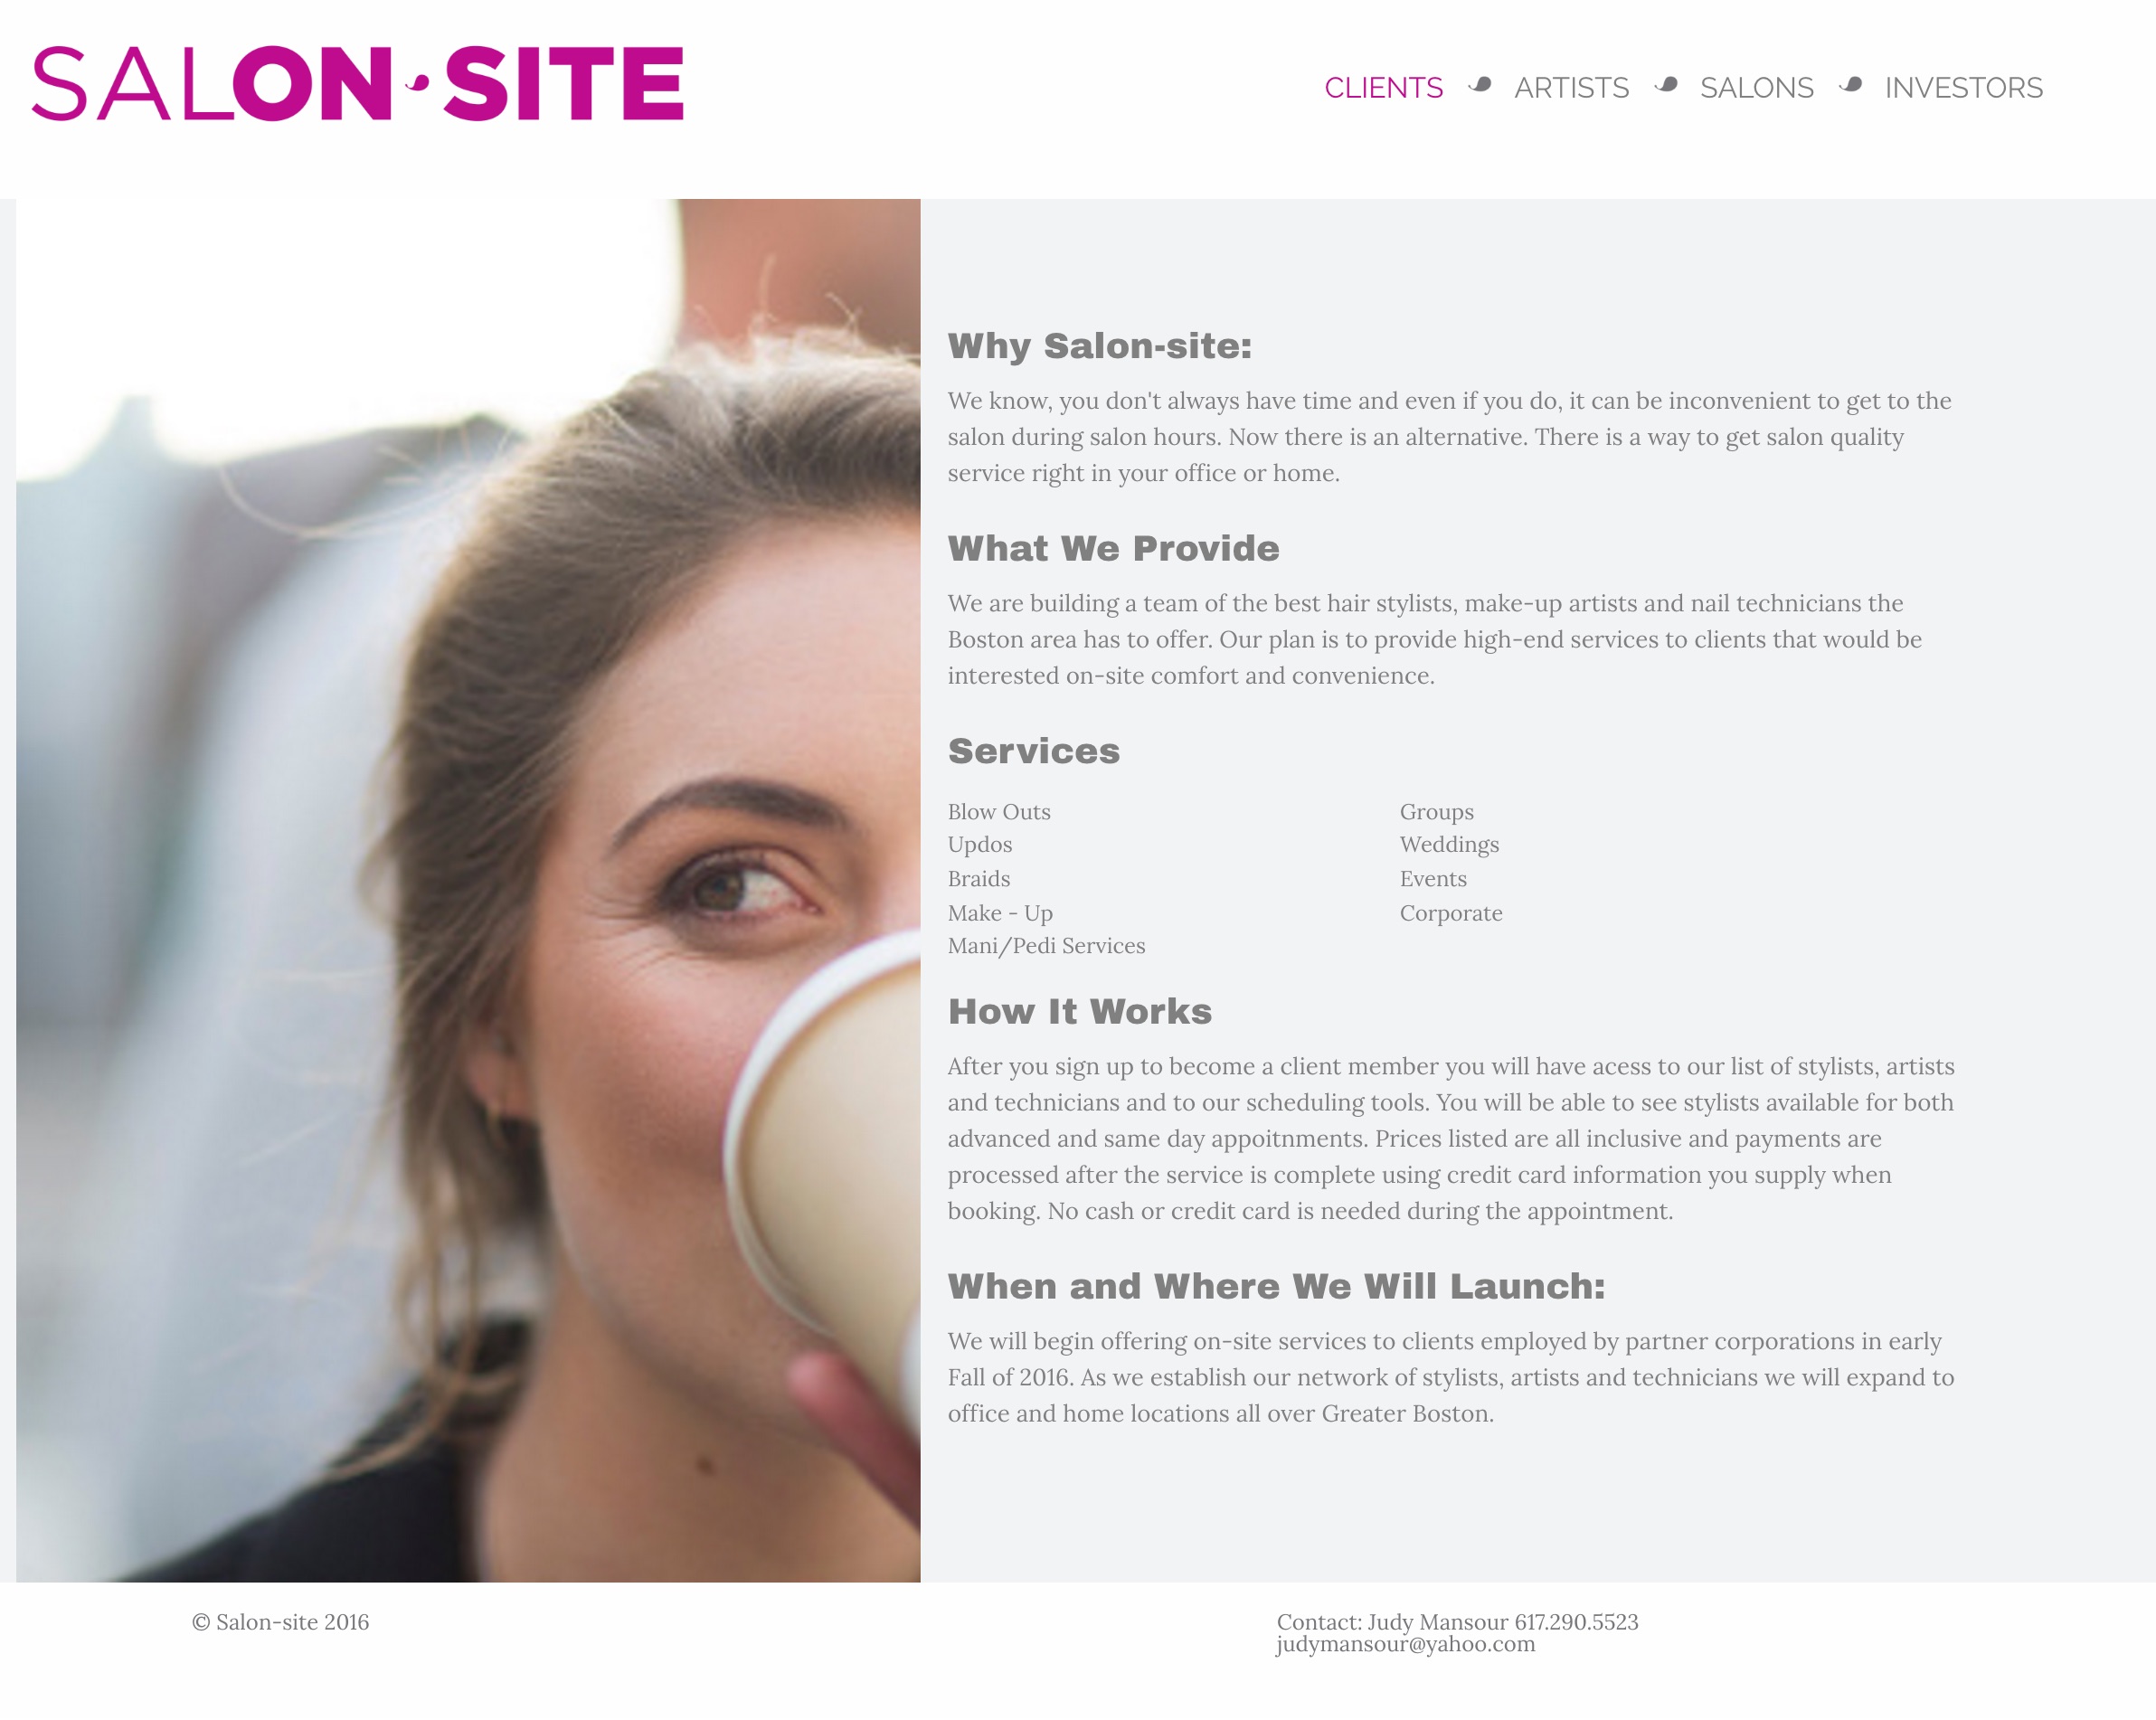 SALON·SITE
CLIENTS ARTISTS SALONS INVESTORS
Why Salon-site:
We know, you don't always have time and even if you do, it can be inconvenient to get to the
salon during salon hours. Now there is an alternative. There is a way to get salon quality
service right in your office or home.
What We Provide
We are building a team of the best hair stylists, make-up artists and nail technicians the
Boston area has to offer. Our plan is to provide high-end services to clients that would be
interested on-site comfort and convenience.
Services
Blow Outs
Updos
Braids
Make - Up
Mani/Pedi Services
Groups
Weddings
Events
Corporate
How It Works
After you sign up to become a client member you will have acess to our list of stylists, artists
and technicians and to our scheduling tools. You will be able to see stylists available for both
advanced and same day appoitnments. Prices listed are all inclusive and payments are
processed after the service is complete using credit card information you supply when
booking. No cash or credit card is needed during the appointment.
When and Where We Will Launch:
We will begin offering on-site services to clients employed by partner corporations in early
Fall of 2016. As we establish our network of stylists, artists and technicians we will expand to
office and home locations all over Greater Boston.
© Salon-site 2016
Contact: Judy Mansour 617.290.5523
judymansour@yahoo.com